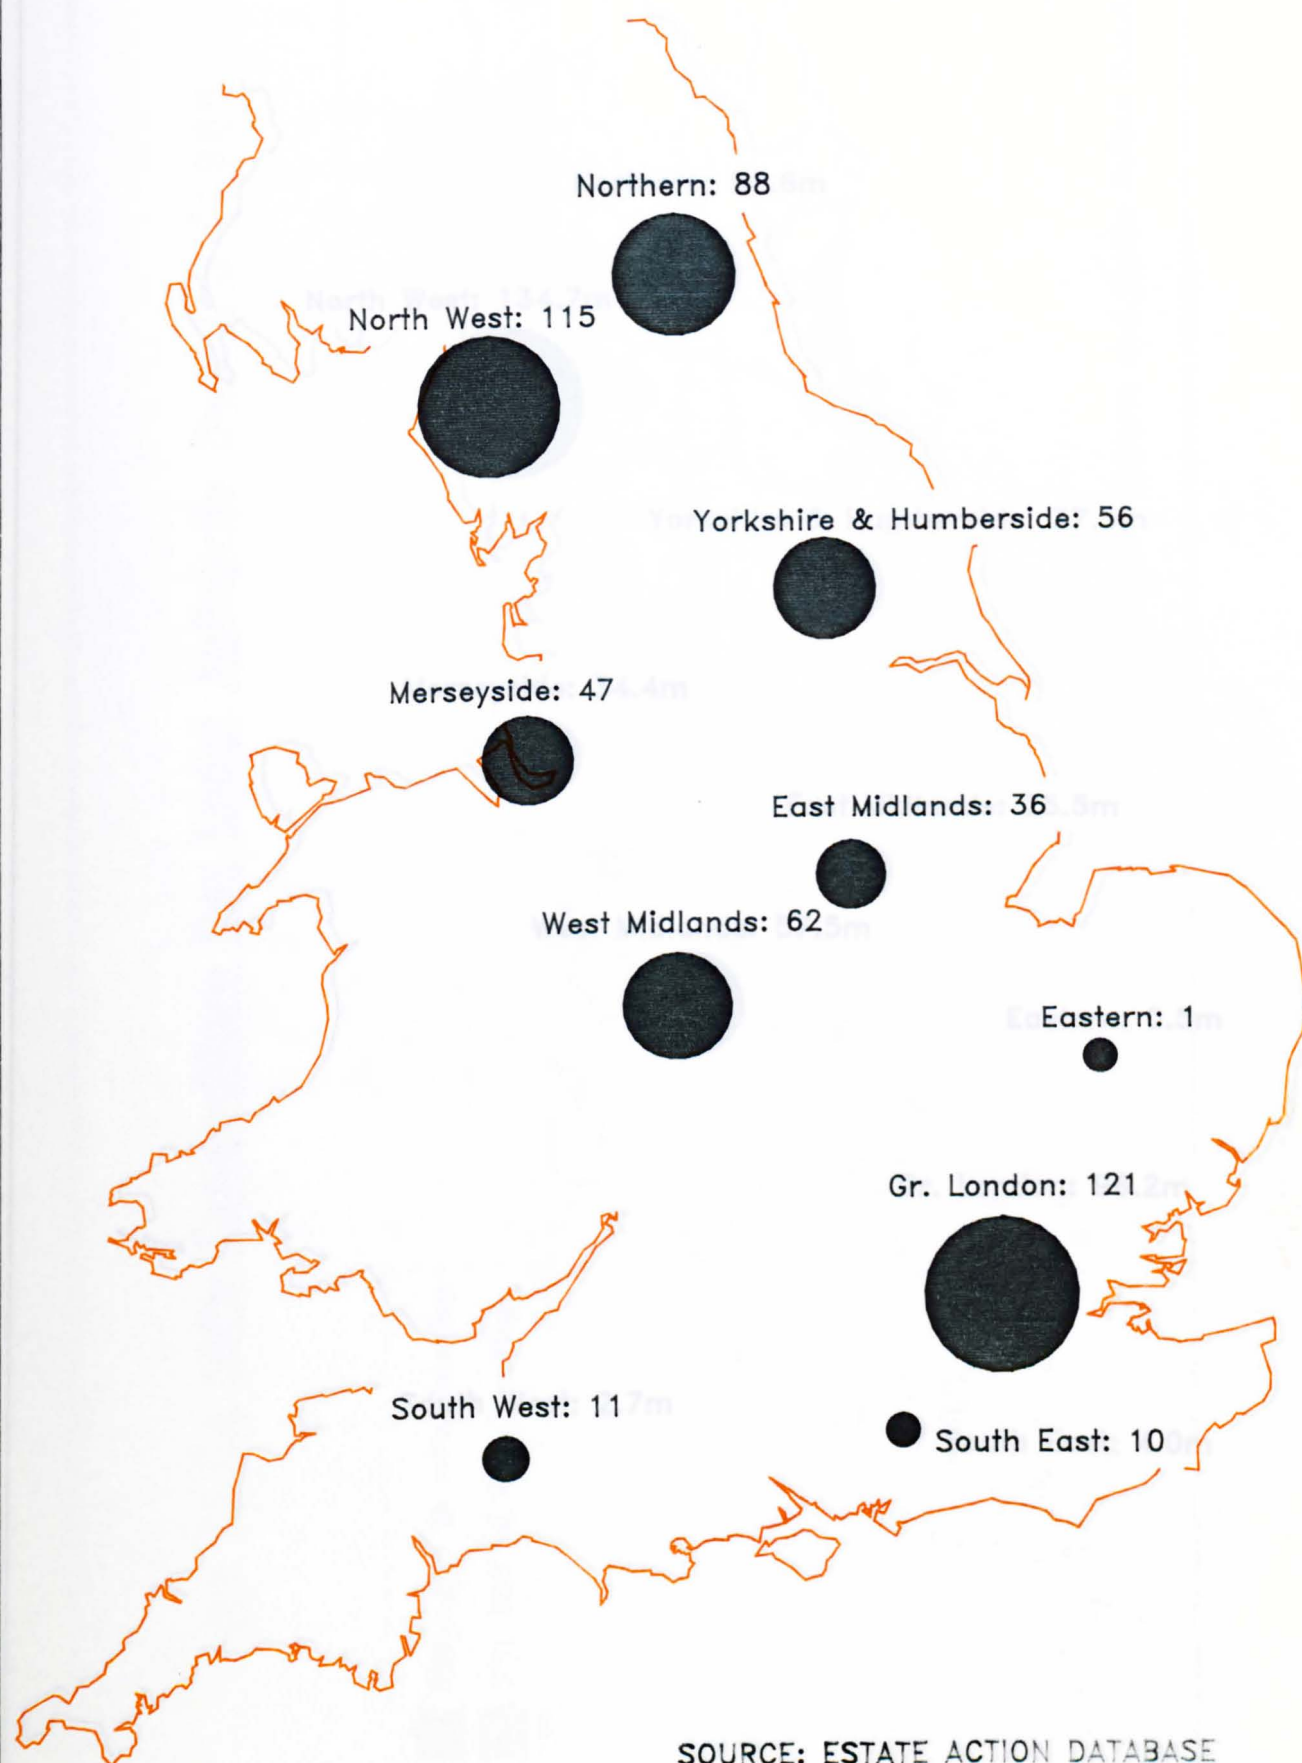 Northern: 88
North West: 115
Yorkshire & Humberside: 56
Merseyside: 47
East Midlands: 36
West Midlands: 62
Eastern: 1
Gr. London: 121
South West: 11
South East: 10
SOURCE: ESTATE ACTION DATABASE